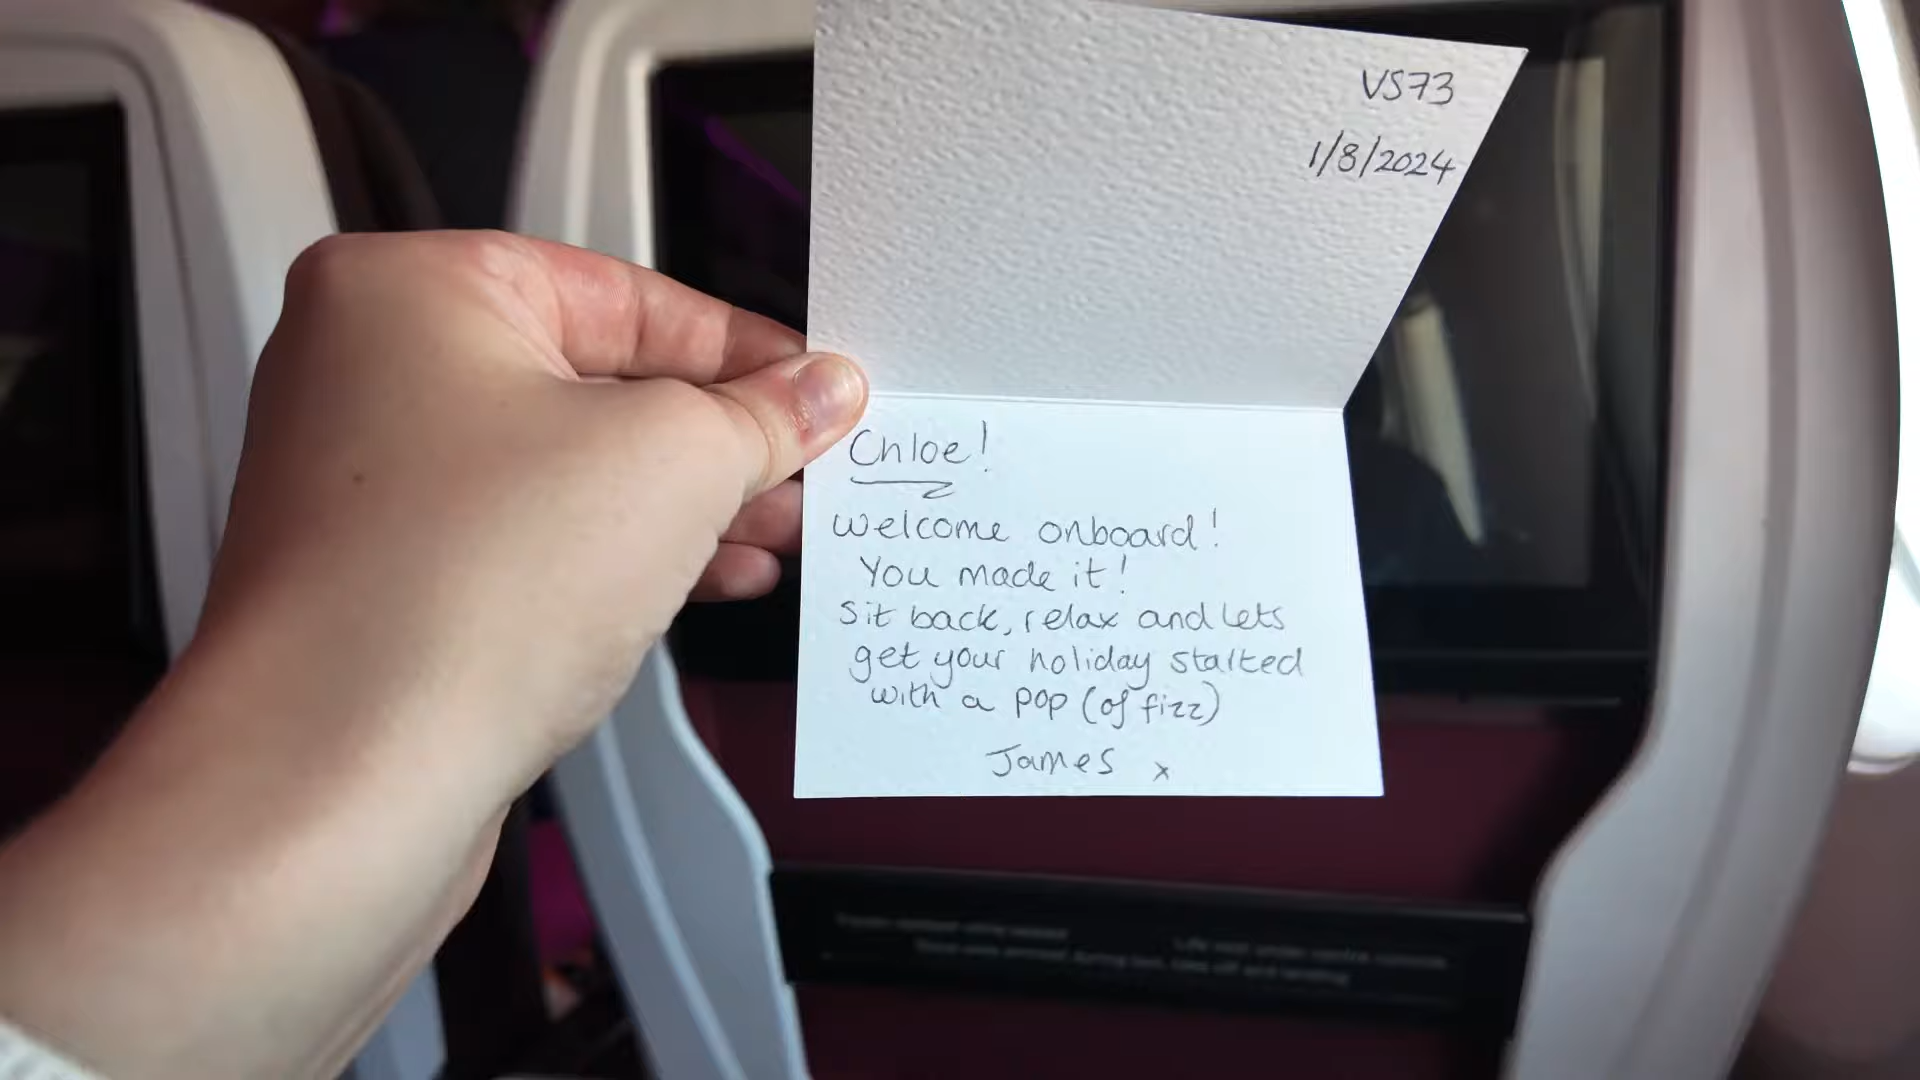 VS73
1/8/2024
Chloe!
Welcome onboard!
You made it!
Sit back, relax and lets
get your holiday started
with a pop (of fizz)
James x